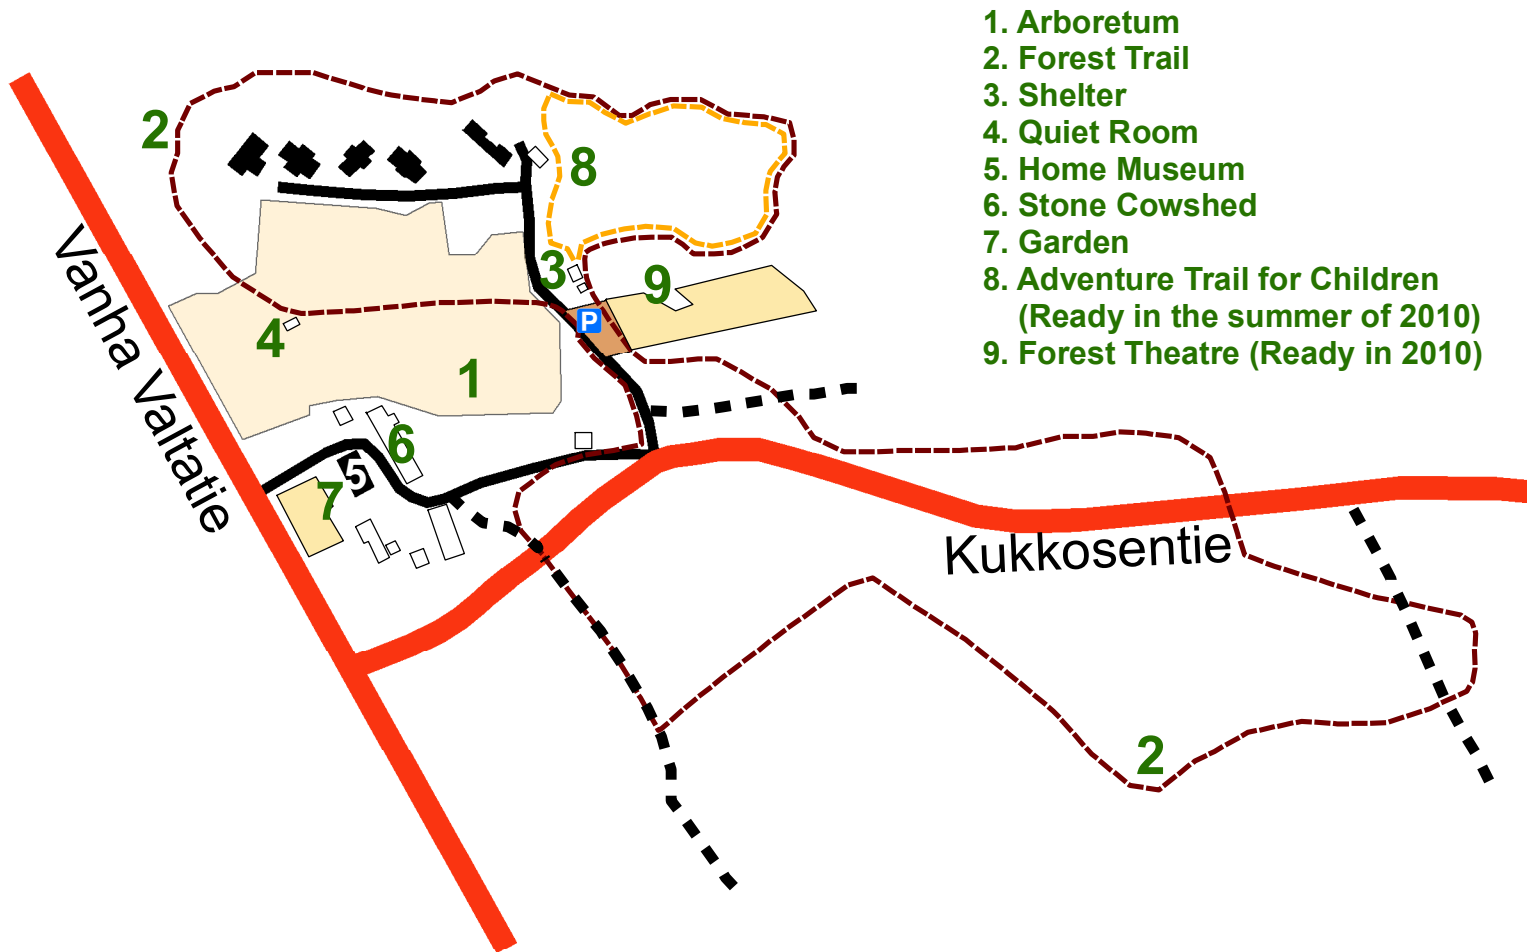 1. Arboretum
2. Forest Trail
3. Shelter
4. Quiet Room
5. Home Museum
6. Stone Cowshed
7. Garden
8. Adventure Trail for Children
(Ready in the summer of 2010)
9. Forest Theatre (Ready in 2010)
2
8
3
9
P
4
1
6
5
7
2
Vanha Valtatie
Kukkosentie